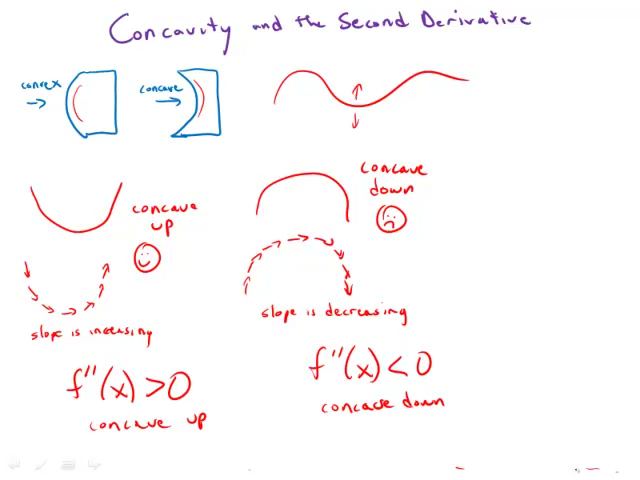 Concavity and the Second Derivative
convex
concave
concave
up
concave
down
slope is increasing
slope is decreasing
f''(x) > 0
concave up
f''(x) < 0
concave down